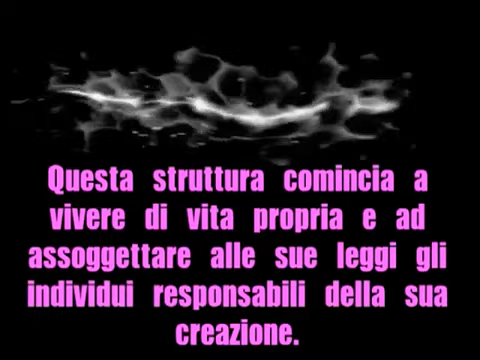 Questa struttura comincia a
vivere di vita propria e ad
assoggettare alle sue leggi gli
individui responsabili della sua
creazione.